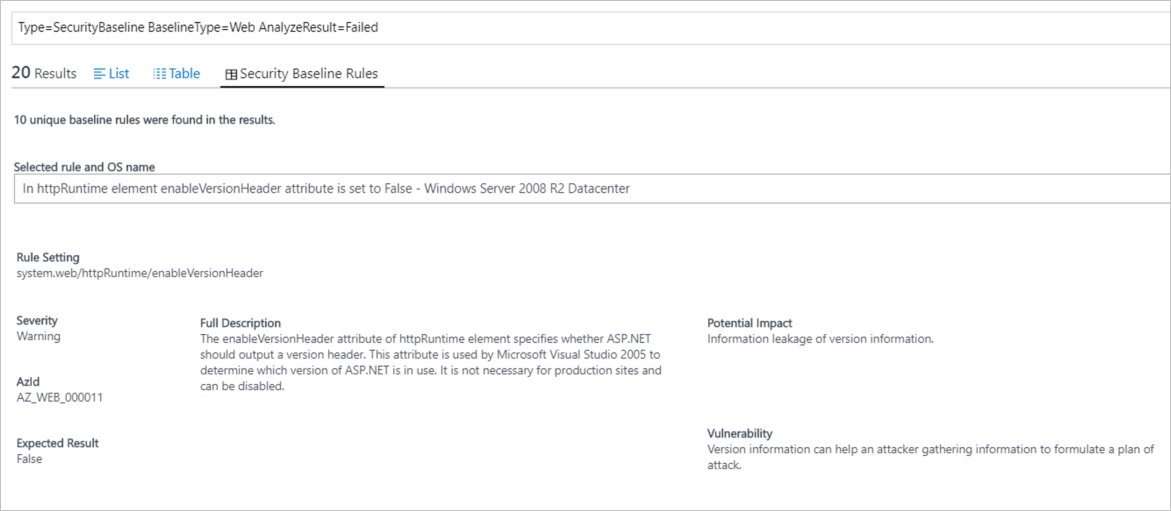 Type=SecurityBaseline BaselineType=Web AnalyzeResult=Failed
20 Results List Table Security Baseline Rules
10 unique baseline rules were found in the results.
Selected rule and OS name
In httpRuntime element enableVersionHeader attribute is set to False - Windows Server 2008 R2 Datacenter
Rule Setting
system.web/httpRuntime/enableVersionHeader
Severity
Warning
AzId
AZ_WEB_000011
Expected Result
False
Full Description
The enableVersionHeader attribute of httpRuntime element specifies whether ASP.NET
should output a version header. This attribute is used by Microsoft Visual Studio 2005 to
determine which version of ASP.NET is in use. It is not necessary for production sites and
can be disabled.
Potential Impact
Information leakage of version information.
Vulnerability
Version information can help an attacker gathering information to formulate a plan of
attack.